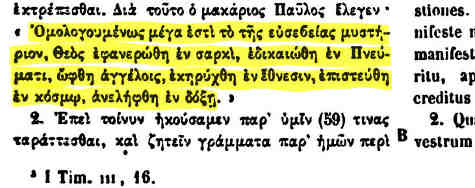 ἐκτρέπεσθαι. Διὰ τοῦτο ὁ μακάριος Παῦλος ἔλεγεν·
« Ὁμολογουμένως μέγα ἐστὶ τὸ τῆς εὐσεβείας μυστή-
ριον, Θεὸς ἐφανερώθη ἐν σαρκὶ, ἐδικαιώθη ἐν Πνεύ-
ματι, ὤφθη ἀγγέλοις, ἐκηρύχθη ἐν ἔθνεσιν, ἐπιστεύθη
ἐν κόσμῳ, ἀνελήφθη ἐν δόξῃ. »
2. Ἐπεὶ τοίνυν ἠκούσαμεν παρ' ὑμῖν (59) τινας
ταράττεσθαι, καὶ ζητεῖν γράμματα παρ' ἡμῶν περὶ
I Tim. III, 16.
B
stiones.
manifest
ritu, ap
creditus
2. Qu
vestrum